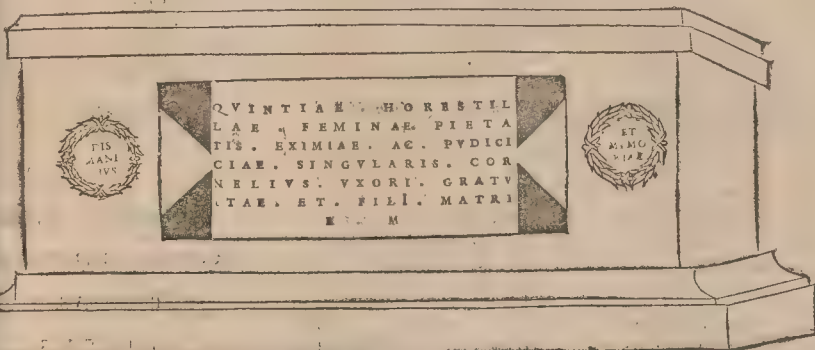 DIS
MANI
IVS
QVINTIAE . HORESTIL
LAE . FEMINAE . PIETA
TIS . EXIMIAE . AC . PVDICI
CIAE . SINGVLARIS . COR
NELIVS . VXORI . GRATV
ITAE . ET . FILI . MATRI
E M
ET
MEMO
RIAE